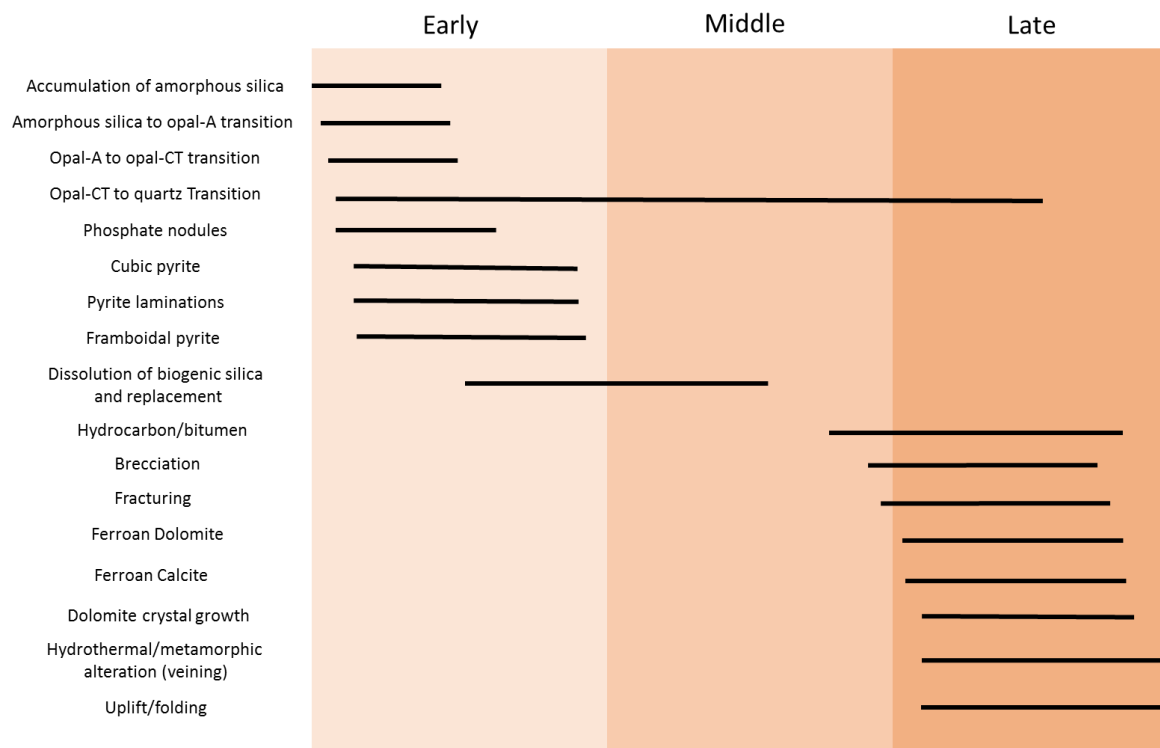 Early
Middle
Late
Accumulation of amorphous silica
Amorphous silica to opal-A transition
Opal-A to opal-CT transition
Opal-CT to quartz Transition
Phosphate nodules
Cubic pyrite
Pyrite laminations
Framboidal pyrite
Dissolution of biogenic silica
and replacement
Hydrocarbon/bitumen
Brecciation
Fracturing
Ferroan Dolomite
Ferroan Calcite
Dolomite crystal growth
Hydrothermal/metamorphic
alteration (veining)
Uplift/folding